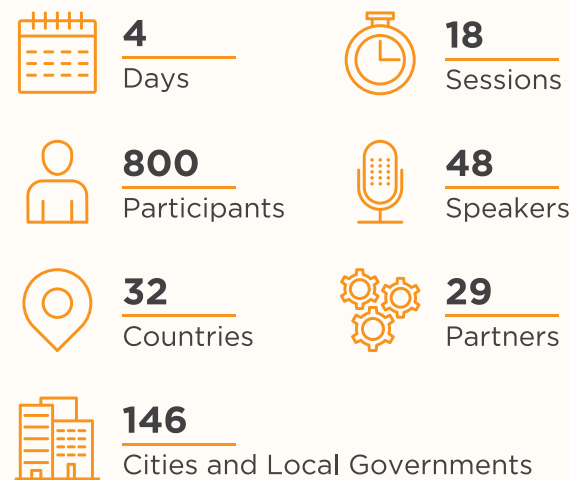 4
Days
18
Sessions
800
Participants
48
Speakers
32
Countries
29
Partners
146
Cities and Local Governments